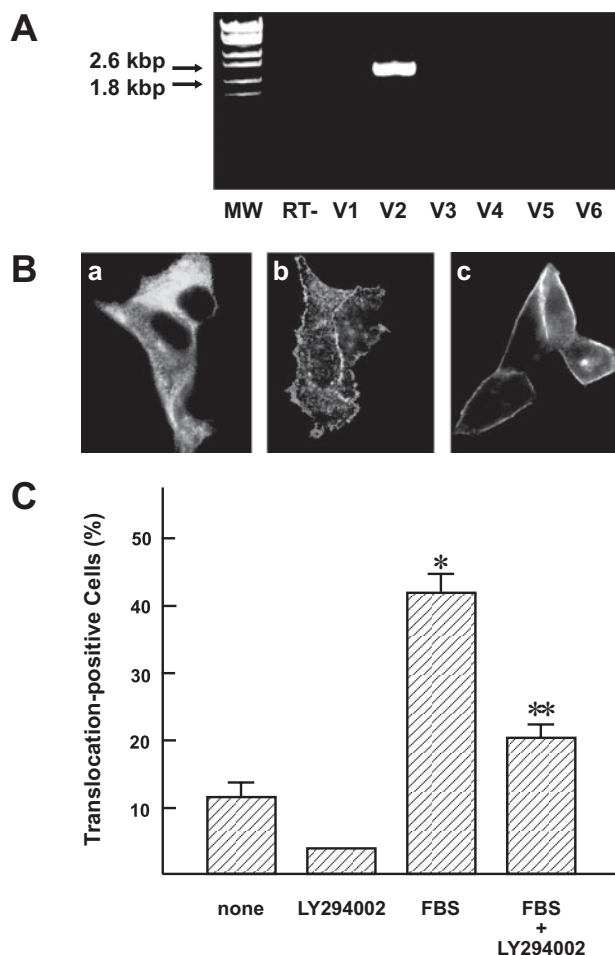 A
2.6 kbp
1.8 kbp
MW RT- V1 V2 V3 V4 V5 V6
B
a b c
C
Translocation-positive Cells (%)
50
40
30
20
10
*
**
none LY294002 FBS FBS
+
LY294002